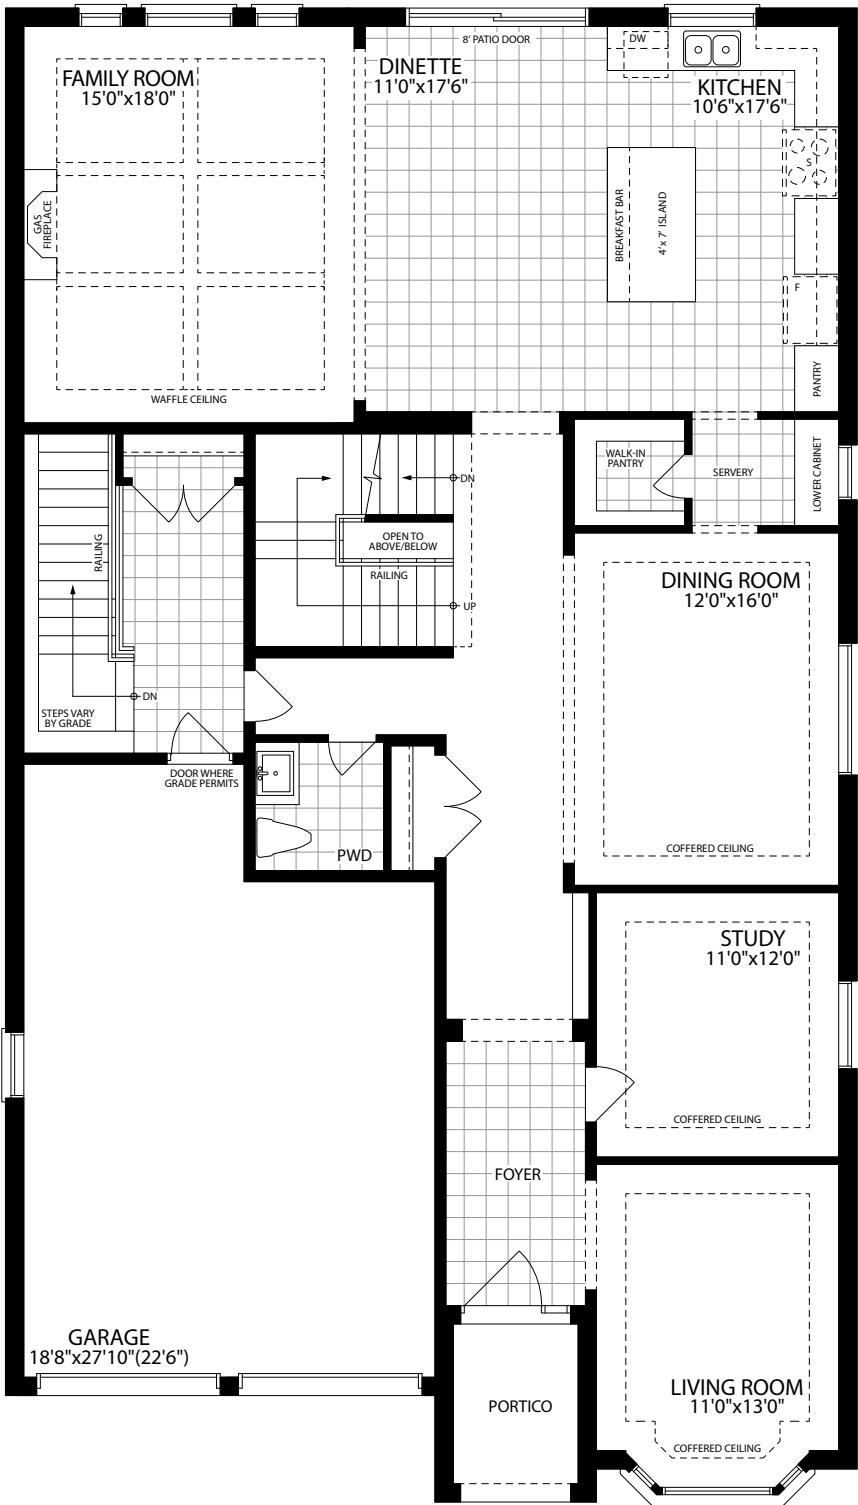 8' PATIO DOOR
DW
FAMILY ROOM
15'0"x18'0"
DINETTE
11'0"x17'6"
KITCHEN
10'6"x17'6"
S
GAS
FIREPLACE
BREAKFAST BAR
4'x 7' ISLAND
F
PANTRY
WAFFLE CEILING
WALK-IN
PANTRY
SERVERY
LOWER CABINET
DN
OPEN TO
ABOVE/BELOW
RAILING
RAILING
UP
DINING ROOM
12'0"x16'0"
DN
STEPS VARY
BY GRADE
DOOR WHERE
GRADE PERMITS
PWD
COFFERED CEILING
STUDY
11'0"x12'0"
COFFERED CEILING
FOYER
GARAGE
18'8"x27'10"(22'6")
LIVING ROOM
11'0"x13'0"
PORTICO
COFFERED CEILING